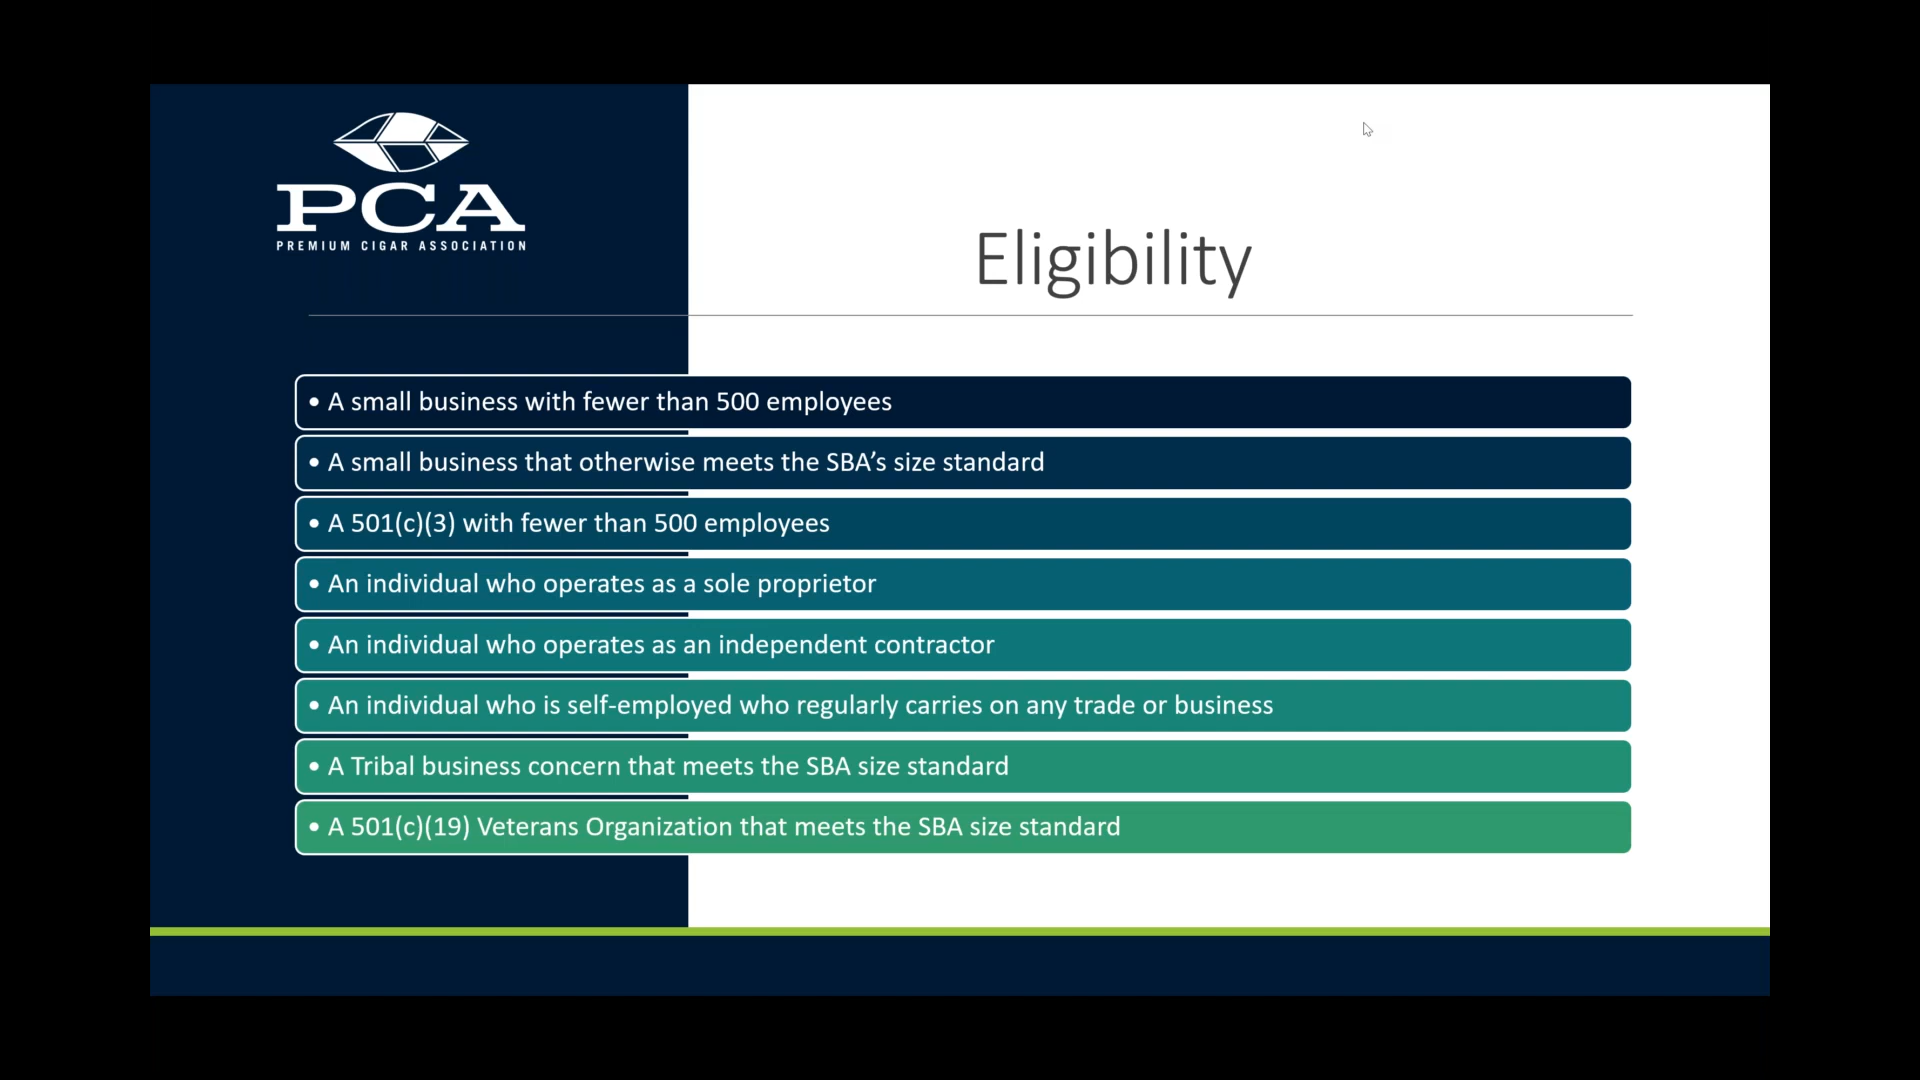 PCA
PREMIUM CIGAR ASSOCIATION
Eligibility
• A small business with fewer than 500 employees
• A small business that otherwise meets the SBA’s size standard
• A 501(c)(3) with fewer than 500 employees
• An individual who operates as a sole proprietor
• An individual who operates as an independent contractor
• An individual who is self-employed who regularly carries on any trade or business
• A Tribal business concern that meets the SBA size standard
• A 501(c)(19) Veterans Organization that meets the SBA size standard